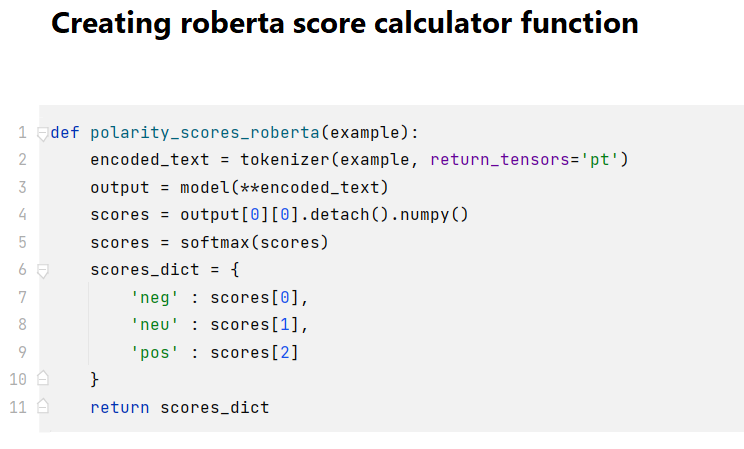 Creating roberta score calculator function
1 def polarity_scores_roberta(example):
2     encoded_text = tokenizer(example, return_tensors='pt')
3     output = model(**encoded_text)
4     scores = output[0][0].detach().numpy()
5     scores = softmax(scores)
6     scores_dict = {
7         'neg' : scores[0],
8         'neu' : scores[1],
9         'pos' : scores[2]
10     }
11     return scores_dict